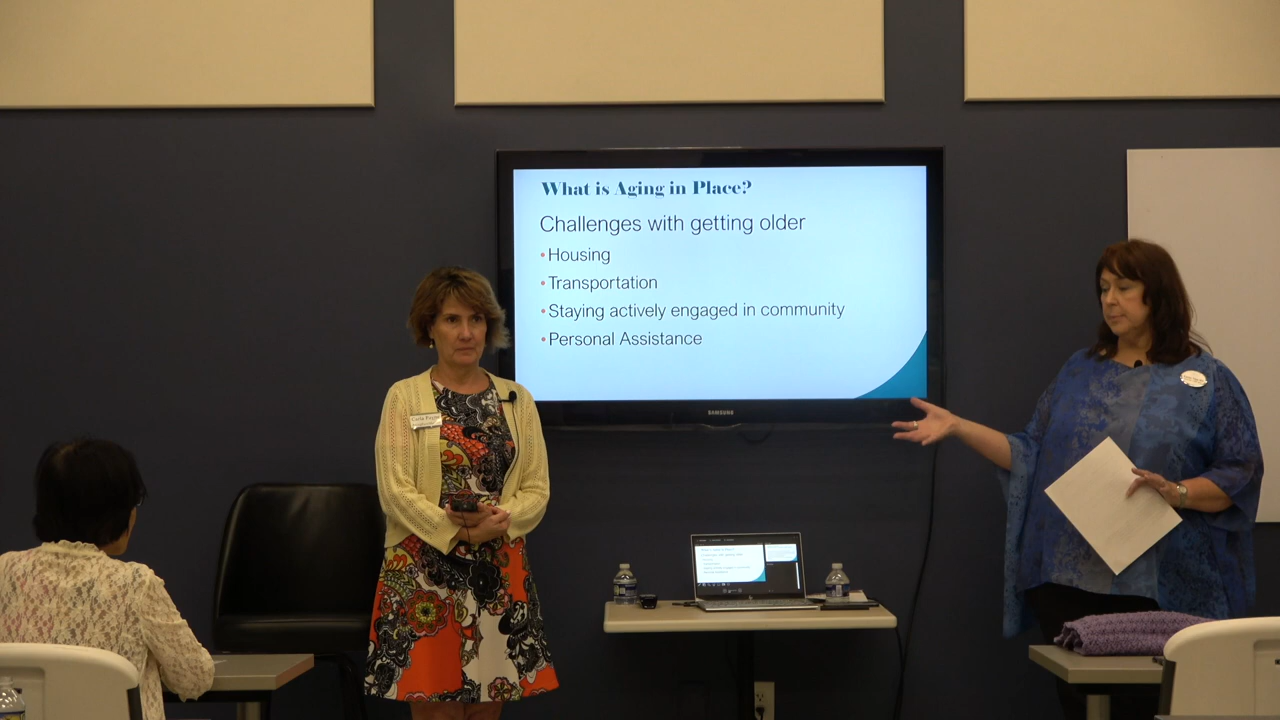 What is Aging in Place?
Challenges with getting older
•Housing
•Transportation
•Staying actively engaged in community
•Personal Assistance
SAMSUNG